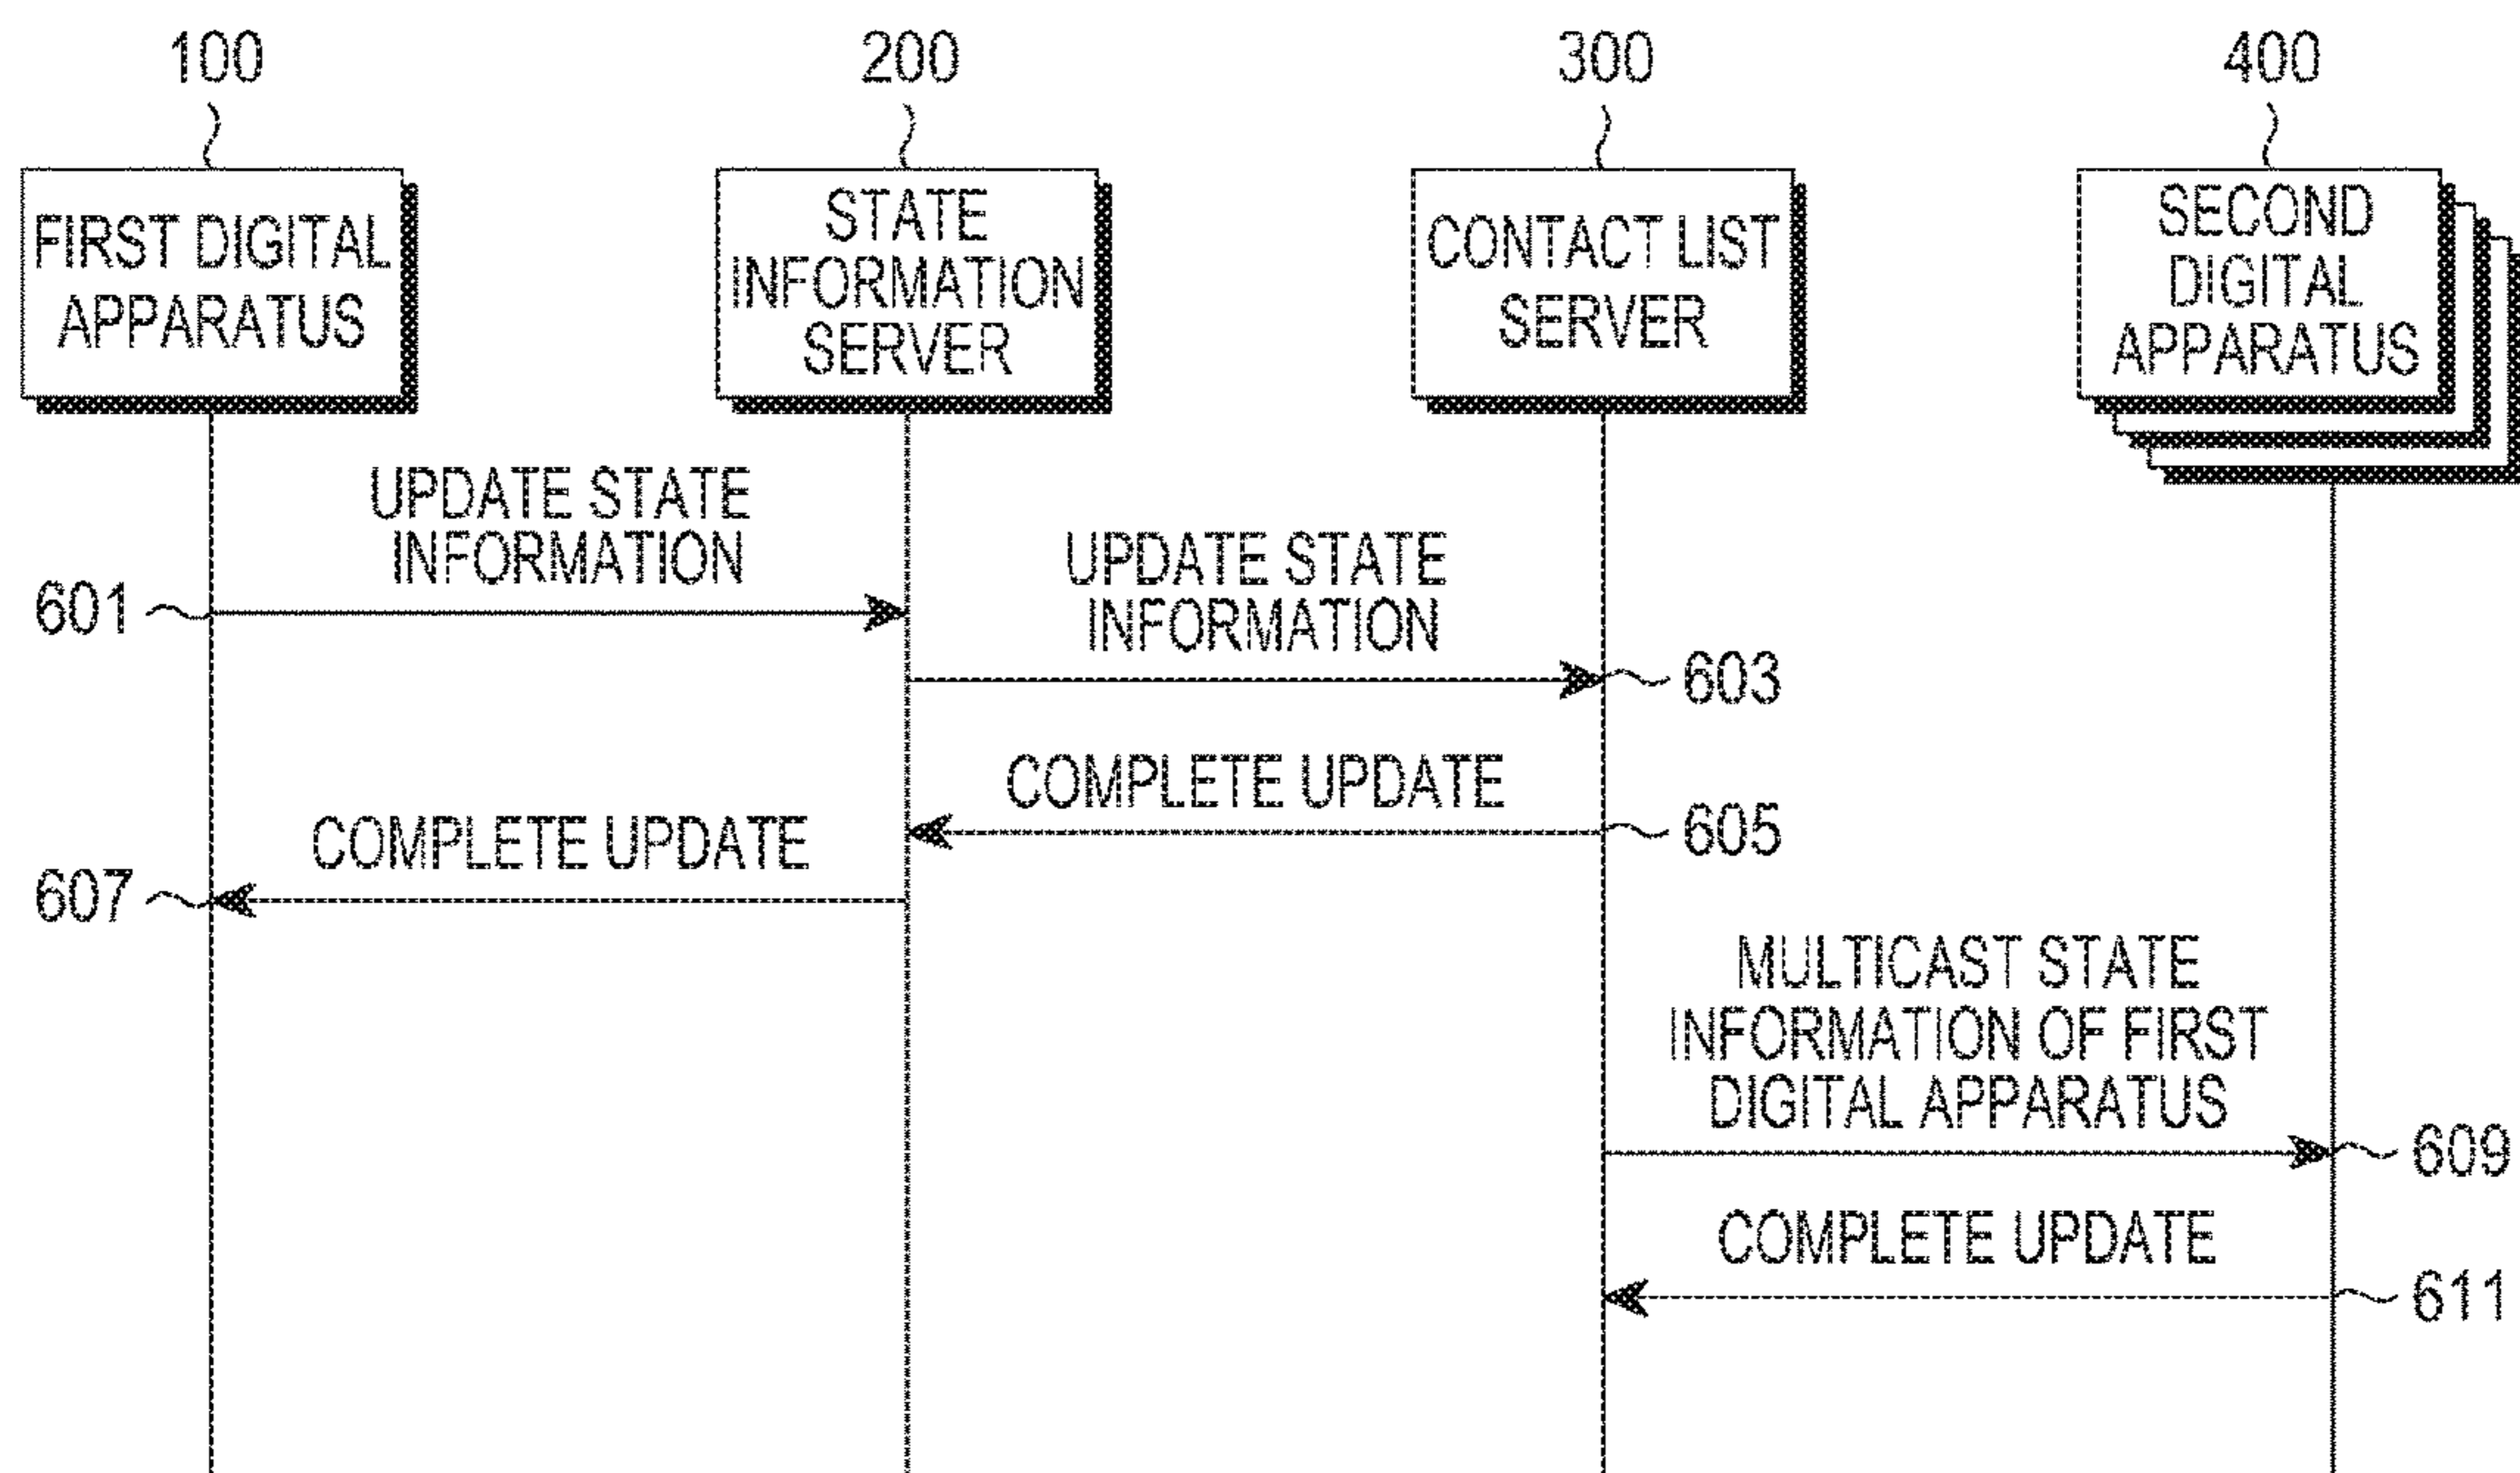 100
200
300
400
FIRST DIGITAL
APPARATUS
STATE
INFORMATION
SERVER
CONTACT LIST
SERVER
SECOND
DIGITAL
APPARATUS
UPDATE STATE
INFORMATION
601
UPDATE STATE
INFORMATION
603
COMPLETE UPDATE
605
COMPLETE UPDATE
607
MULTICAST STATE
INFORMATION OF FIRST
DIGITAL APPARATUS
609
COMPLETE UPDATE
611